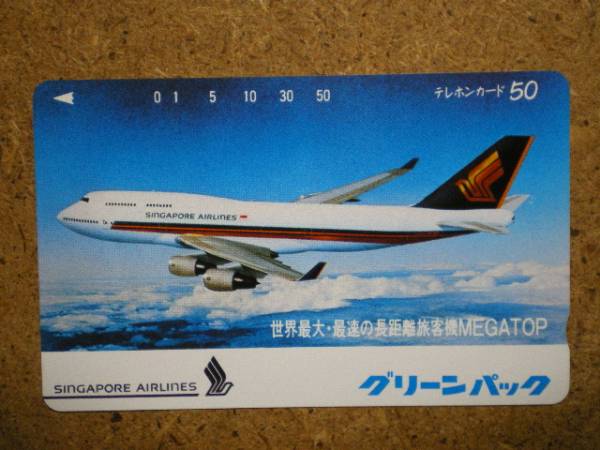 0 1 5 10 30 50 テレホンカード 50
SINGAPORE AIRLINES
世界最大・最速の長距離旅客機MEGATOP
SINGAPORE AIRLINES グリーンパック